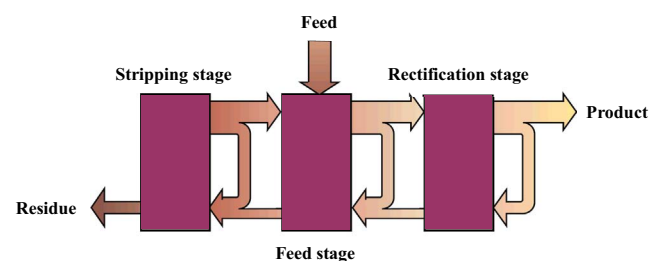 Feed
Stripping stage
Rectification stage
Product
Residue
Feed stage